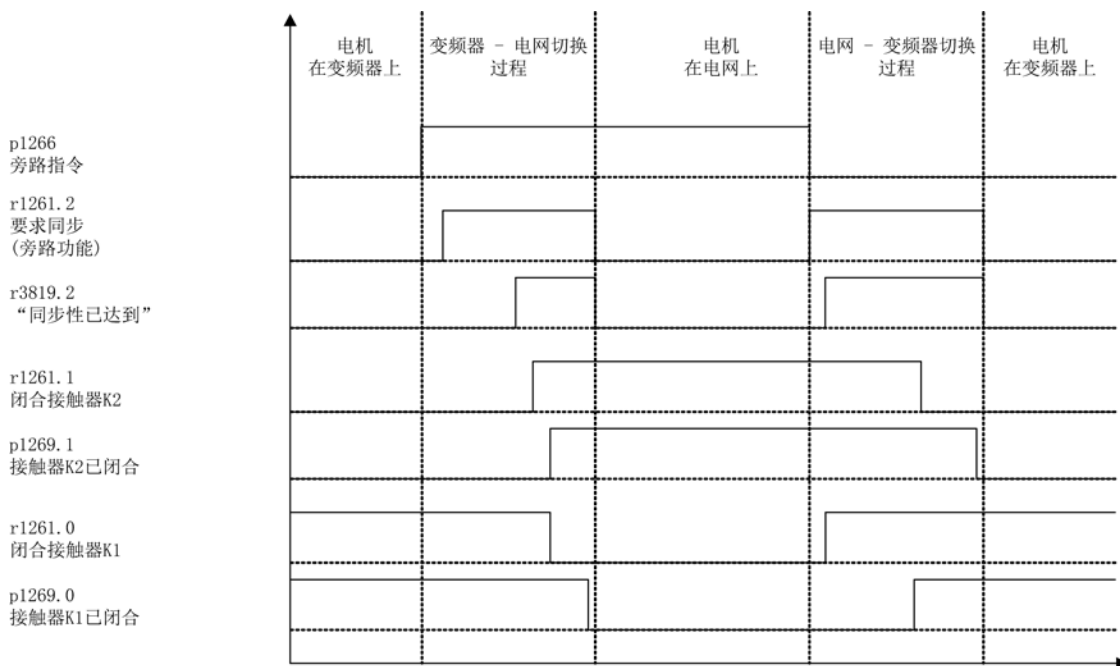 电机
在变频器上
变频器 - 电网切换
过程
电机
在电网上
电网 - 变频器切换
过程
电机
在变频器上
p1266
旁路指令
r1261.2
要求同步
(旁路功能)
r3819.2
“同步性已达到”
r1261.1
闭合接触器K2
p1269.1
接触器K2已闭合
r1261.0
闭合接触器K1
p1269.0
接触器K1已闭合